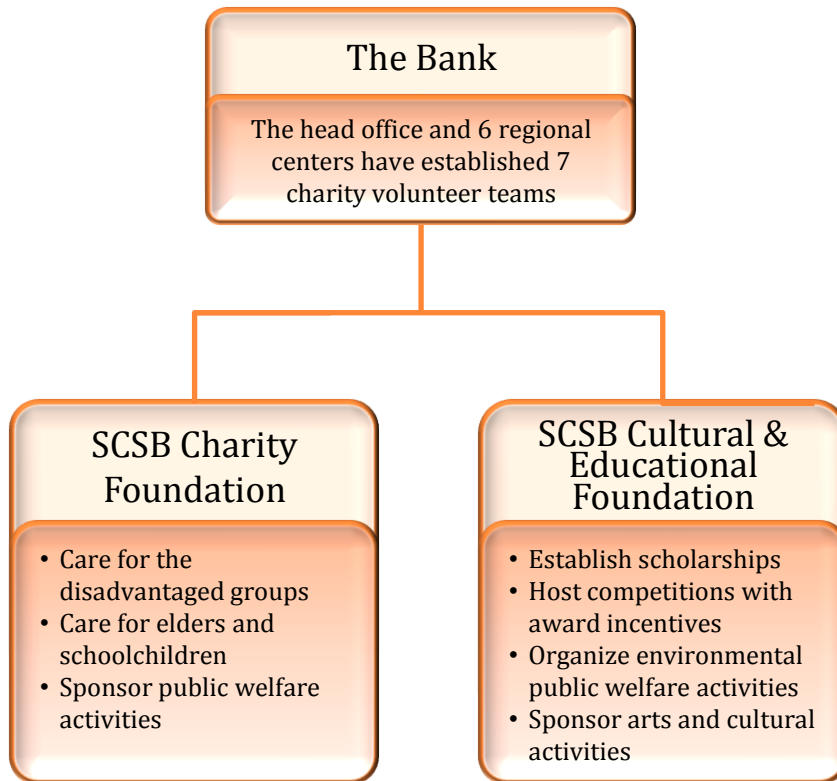 The Bank
The head office and 6 regional
centers have established 7
charity volunteer teams
SCSB Charity
Foundation
• Care for the
disadvantaged groups
• Care for elders and
schoolchildren
• Sponsor public welfare
activities
SCSB Cultural &
Educational
Foundation
• Establish scholarships
• Host competitions with
award incentives
• Organize environmental
public welfare activities
• Sponsor arts and cultural
activities